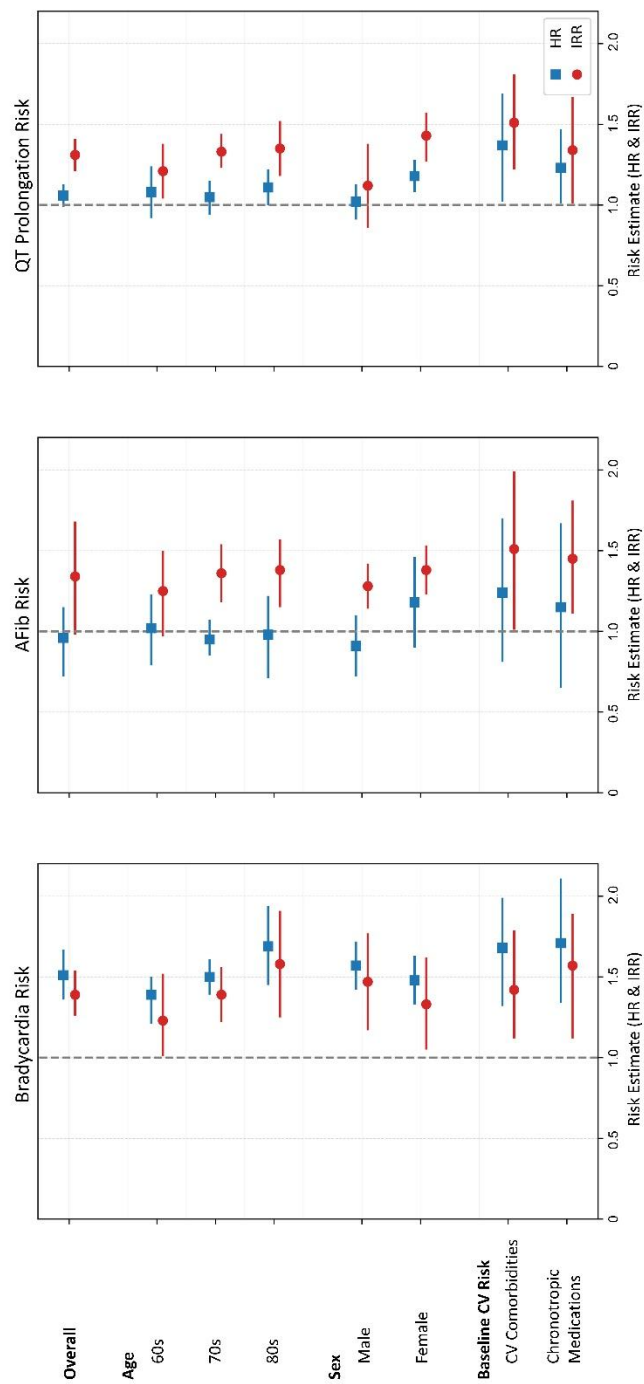 Bradycardia Risk
AFib Risk
QT Prolongation Risk
Overall
Age
60s
70s
80s
Sex
Male
Female
Baseline CV Risk
CV Comorbidities
Chronotropic
Medications
0
0.5
1.0
1.5
2.0
Risk Estimate (HR & IRR)
0
0.5
1.0
1.5
2.0
Risk Estimate (HR & IRR)
0
0.5
1.0
1.5
2.0
Risk Estimate (HR & IRR)
HR
IRR